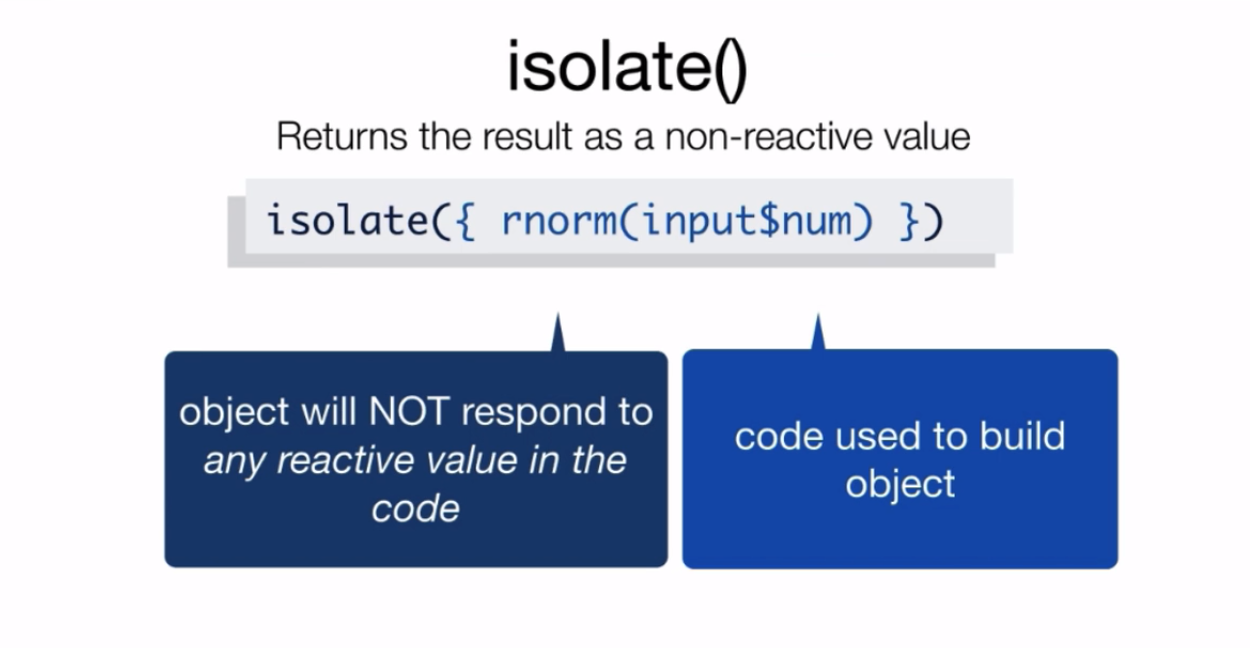 isolate()
Returns the result as a non-reactive value
isolate({ rnorm(input$num) })
object will NOT respond to
any reactive value in the
code
code used to build
object